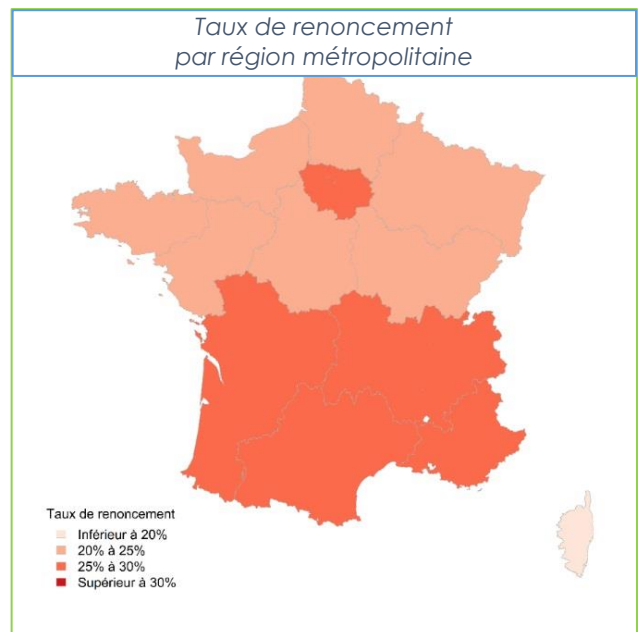 Taux de renoncement
par région métropolitaine
Taux de renoncement
Inférieur à 20%
20% à 25%
25% à 30%
Supérieur à 30%